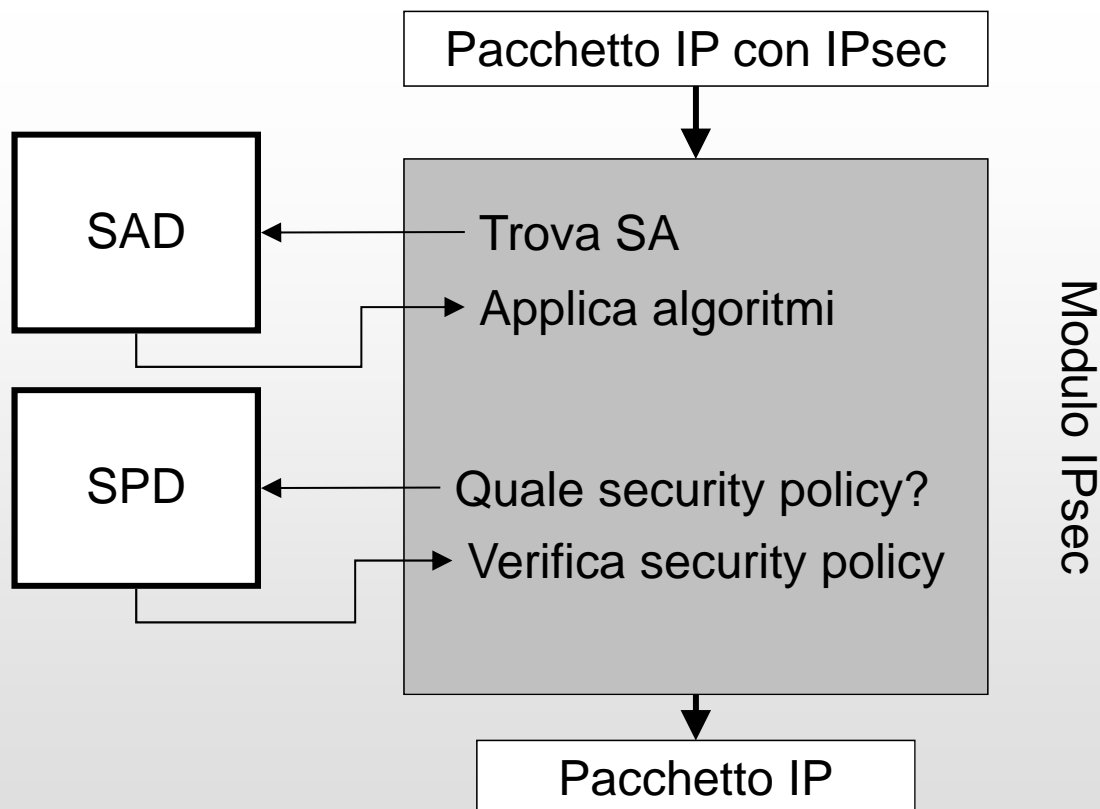 Pacchetto IP con IPsec
SAD
Trova SA
Applica algoritmi
SPD
Quale security policy?
Verifica security policy
Modulo IPsec
Pacchetto IP